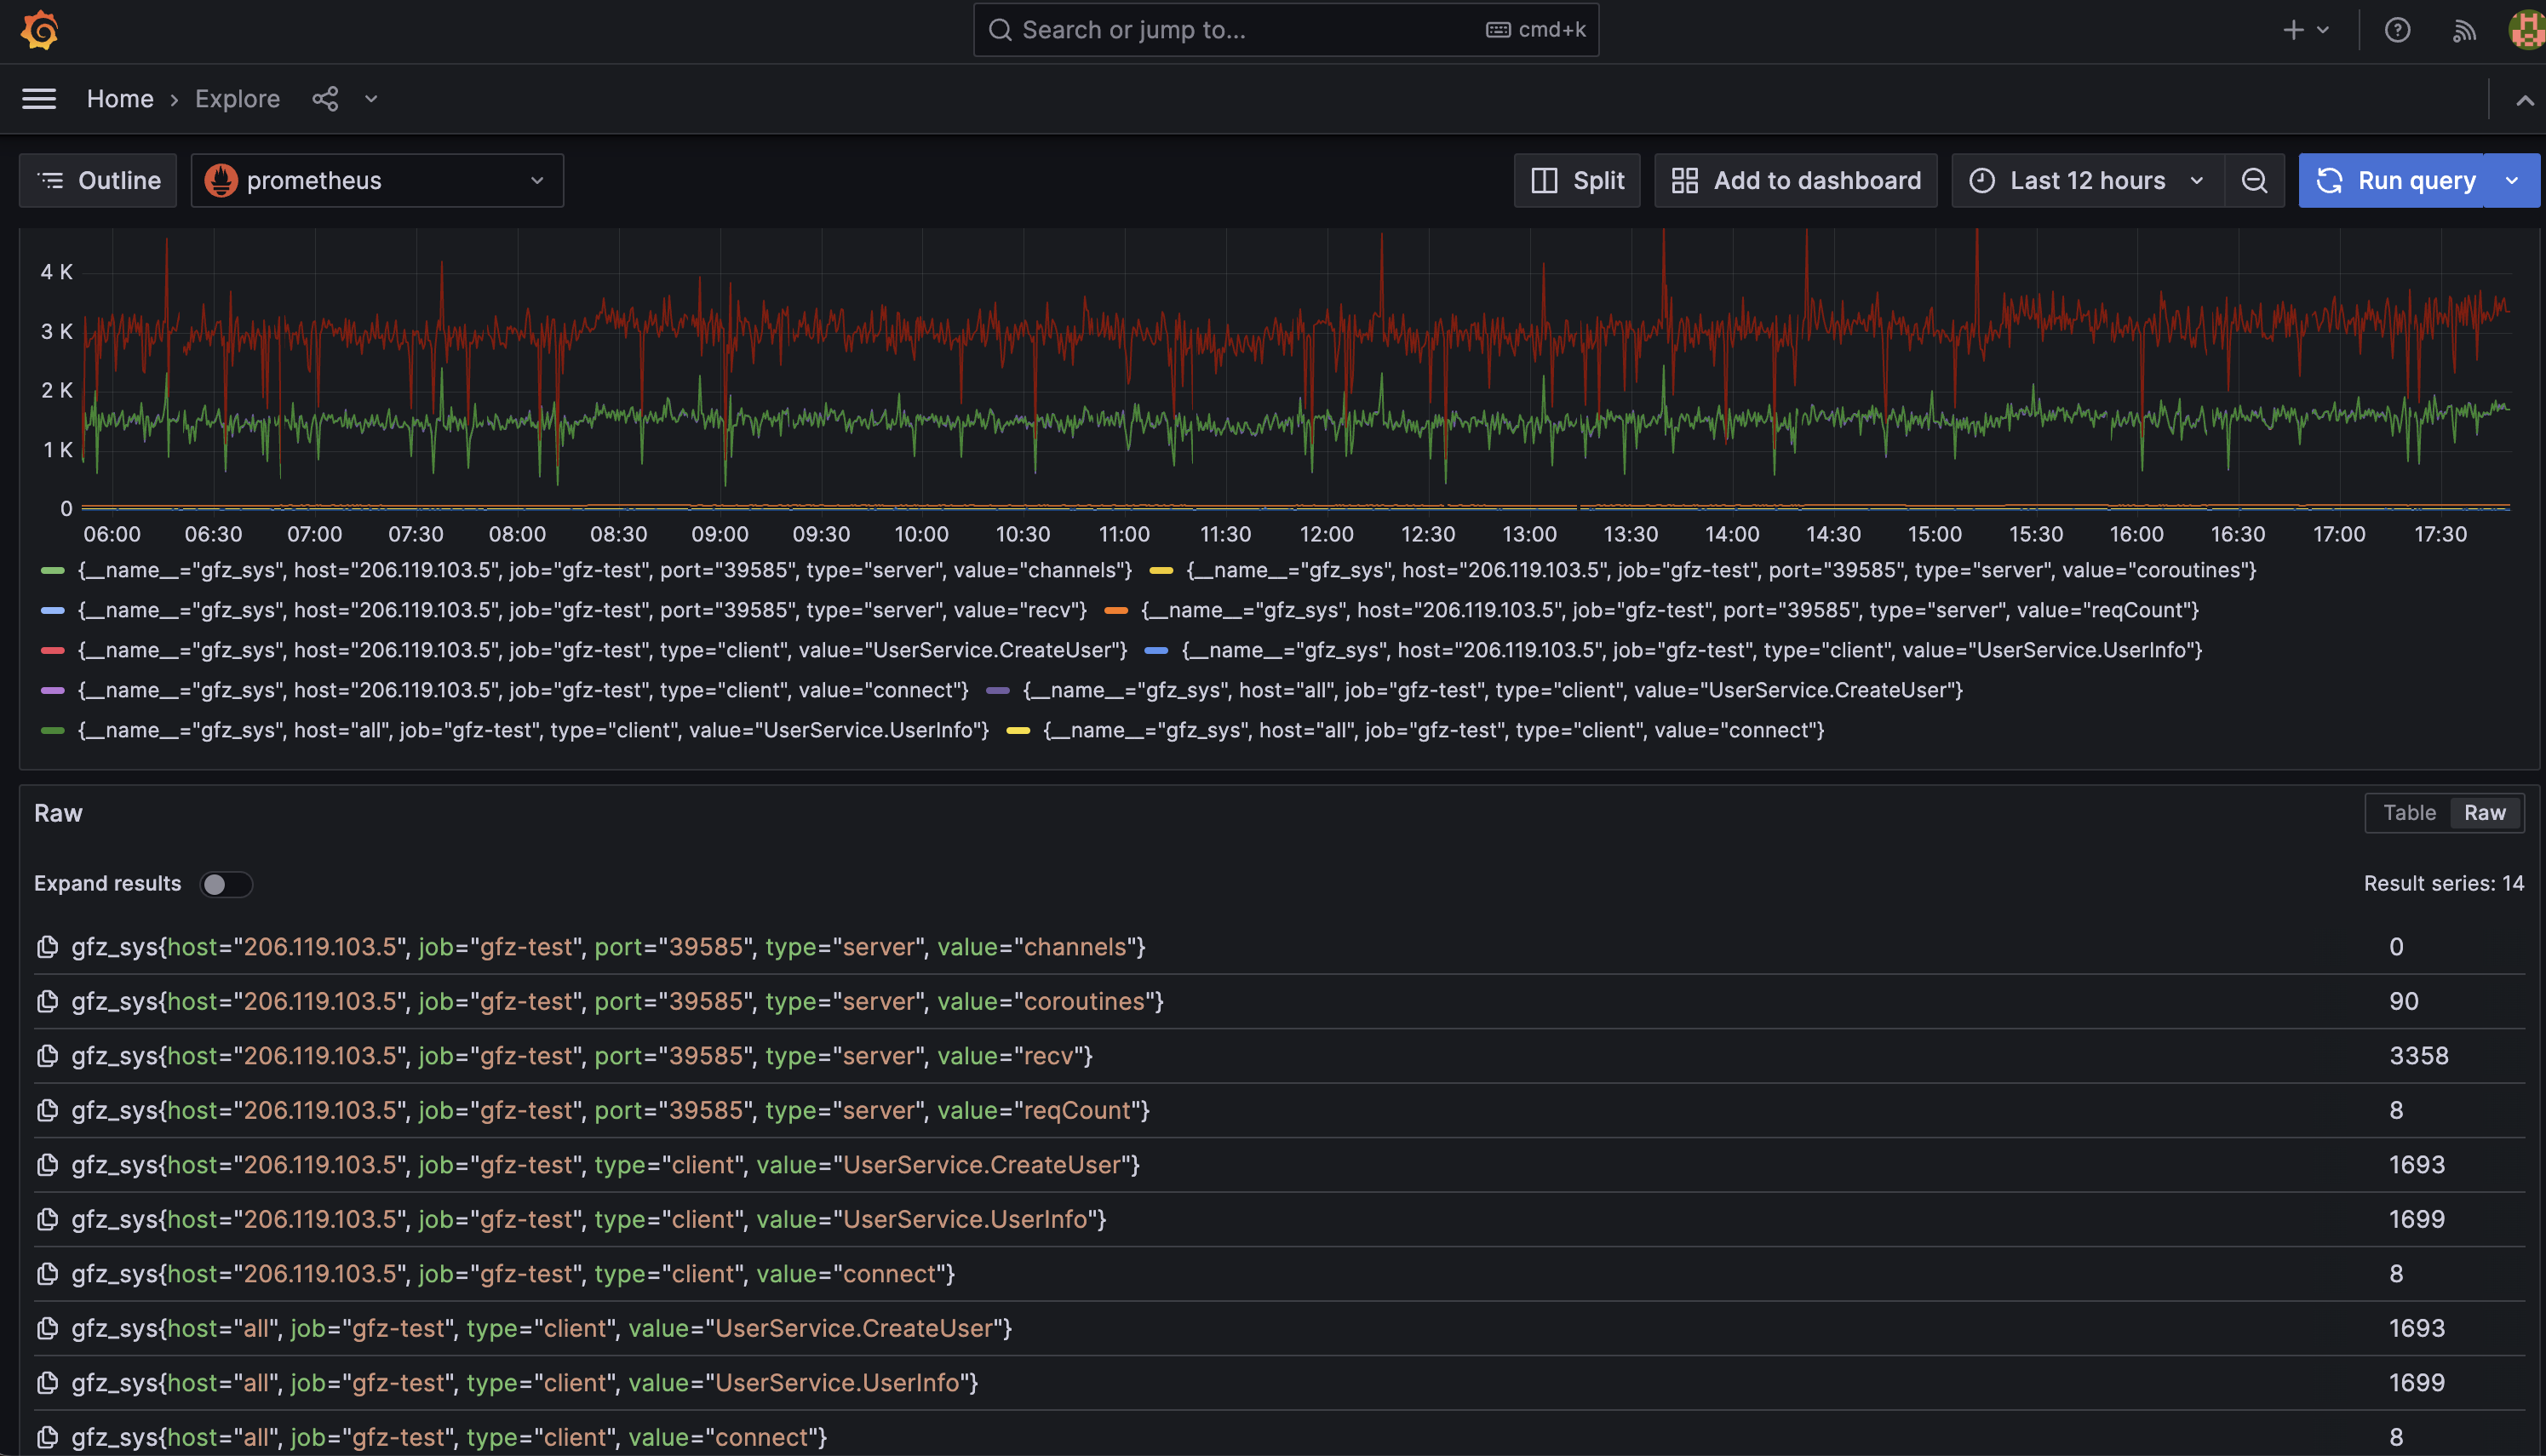 Search or jump to... cmd+k
Home › Explore
Outline prometheus Split Add to dashboard Last 12 hours Run query
4 K
3 K
2 K
1 K
0
06:00 06:30 07:00 07:30 08:00 08:30 09:00 09:30 10:00 10:30 11:00 11:30 12:00 12:30 13:00 13:30 14:00 14:30 15:00 15:30 16:00 16:30 17:00 17:30
{__name__="gfz_sys", host="206.119.103.5", job="gfz-test", port="39585", type="server", value="channels"} {__name__="gfz_sys", host="206.119.103.5", job="gfz-test", port="39585", type="server", value="coroutines"}
{__name__="gfz_sys", host="206.119.103.5", job="gfz-test", port="39585", type="server", value="recv"} {__name__="gfz_sys", host="206.119.103.5", job="gfz-test", port="39585", type="server", value="reqCount"}
{__name__="gfz_sys", host="206.119.103.5", job="gfz-test", type="client", value="UserService.CreateUser"} {__name__="gfz_sys", host="206.119.103.5", job="gfz-test", type="client", value="UserService.UserInfo"}
{__name__="gfz_sys", host="206.119.103.5", job="gfz-test", type="client", value="connect"} {__name__="gfz_sys", host="all", job="gfz-test", type="client", value="UserService.CreateUser"}
{__name__="gfz_sys", host="all", job="gfz-test", type="client", value="UserService.UserInfo"} {__name__="gfz_sys", host="all", job="gfz-test", type="client", value="connect"}
Raw Table Raw
Expand results Result series: 14
gfz_sys{host="206.119.103.5", job="gfz-test", port="39585", type="server", value="channels"} 0
gfz_sys{host="206.119.103.5", job="gfz-test", port="39585", type="server", value="coroutines"} 90
gfz_sys{host="206.119.103.5", job="gfz-test", port="39585", type="server", value="recv"} 3358
gfz_sys{host="206.119.103.5", job="gfz-test", port="39585", type="server", value="reqCount"} 8
gfz_sys{host="206.119.103.5", job="gfz-test", type="client", value="UserService.CreateUser"} 1693
gfz_sys{host="206.119.103.5", job="gfz-test", type="client", value="UserService.UserInfo"} 1699
gfz_sys{host="206.119.103.5", job="gfz-test", type="client", value="connect"} 8
gfz_sys{host="all", job="gfz-test", type="client", value="UserService.CreateUser"} 1693
gfz_sys{host="all", job="gfz-test", type="client", value="UserService.UserInfo"} 1699
gfz_sys{host="all", job="gfz-test", type="client", value="connect"} 8